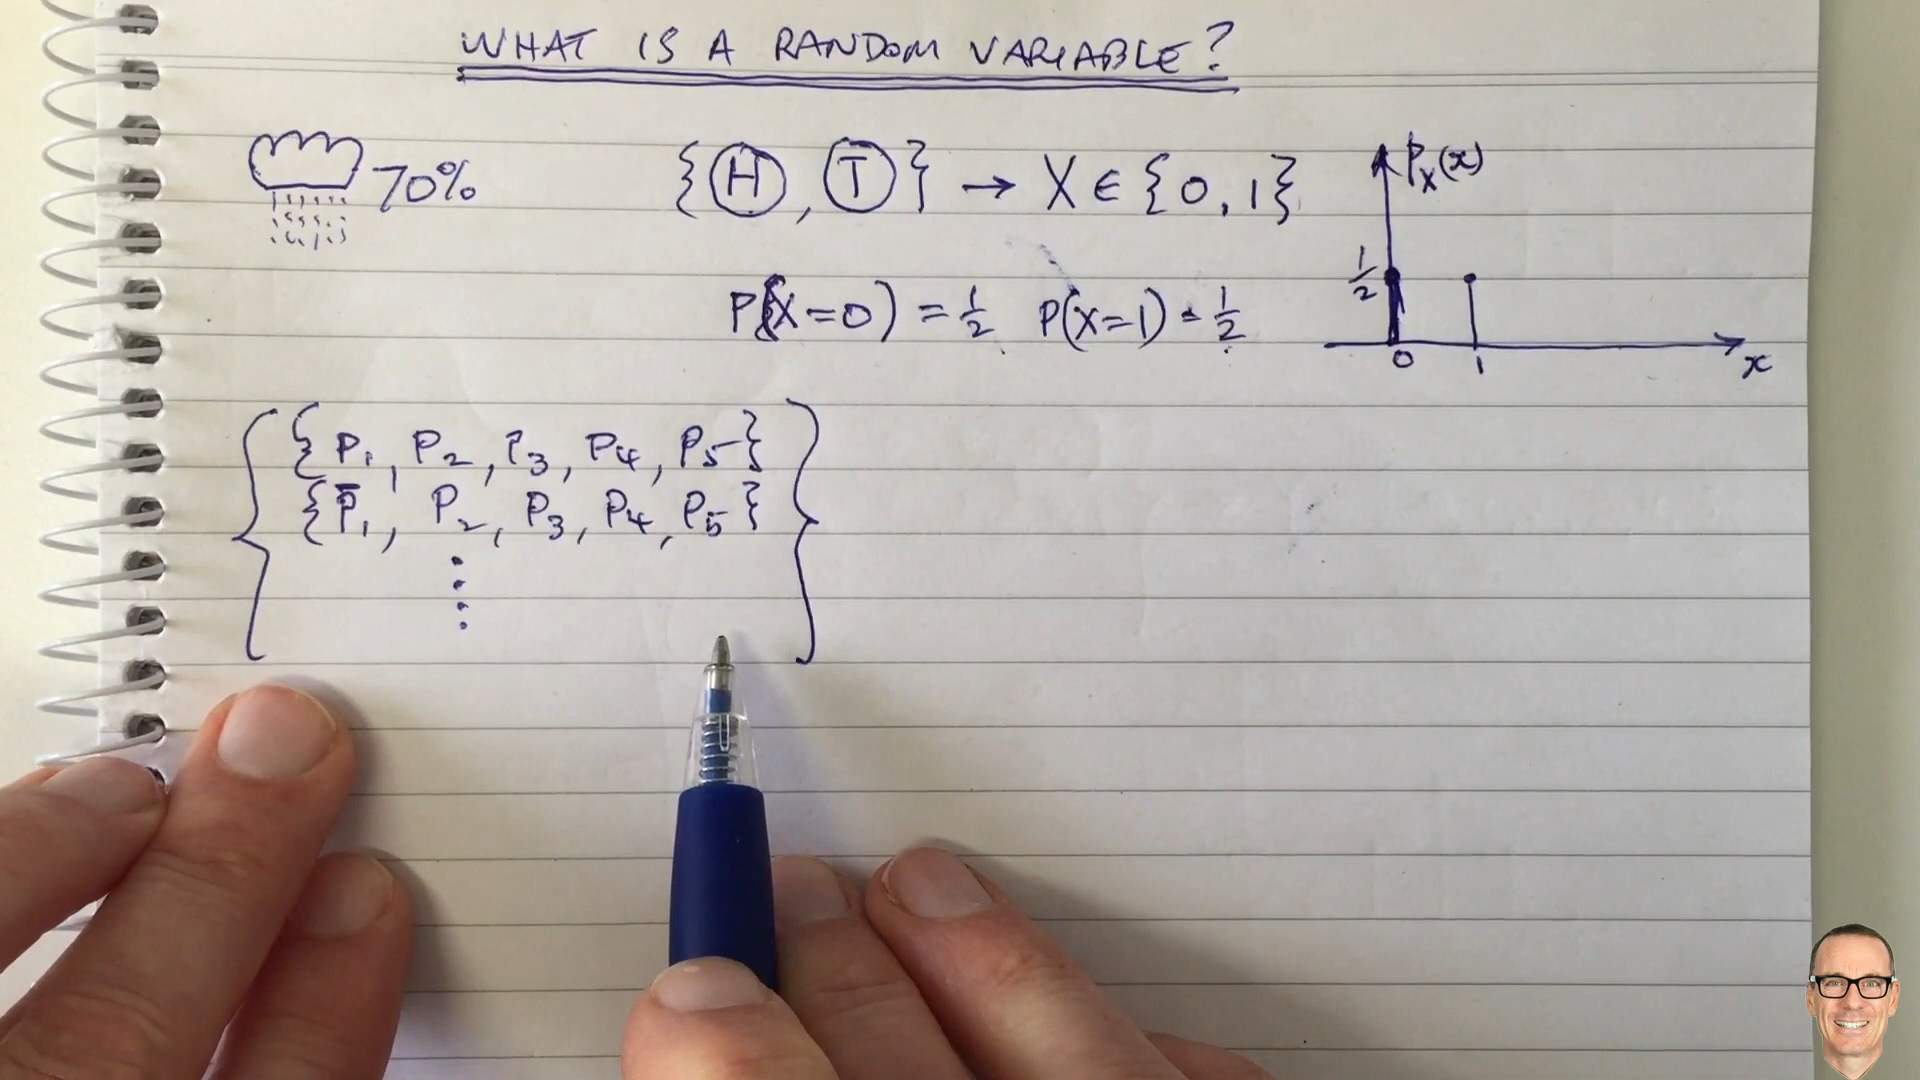 WHAT IS A RANDOM VARIABLE?
70%
{H, T} → X ∈ {0, 1}
P(X=0) = 1/2 P(X=1) = 1/2
Pₓ(x)
1/2
0 1 x
{ {P₁, P₂, P₃, P₄, P₅}
{P̄₁, P₂, P₃, P₄, P₅} }
⋮